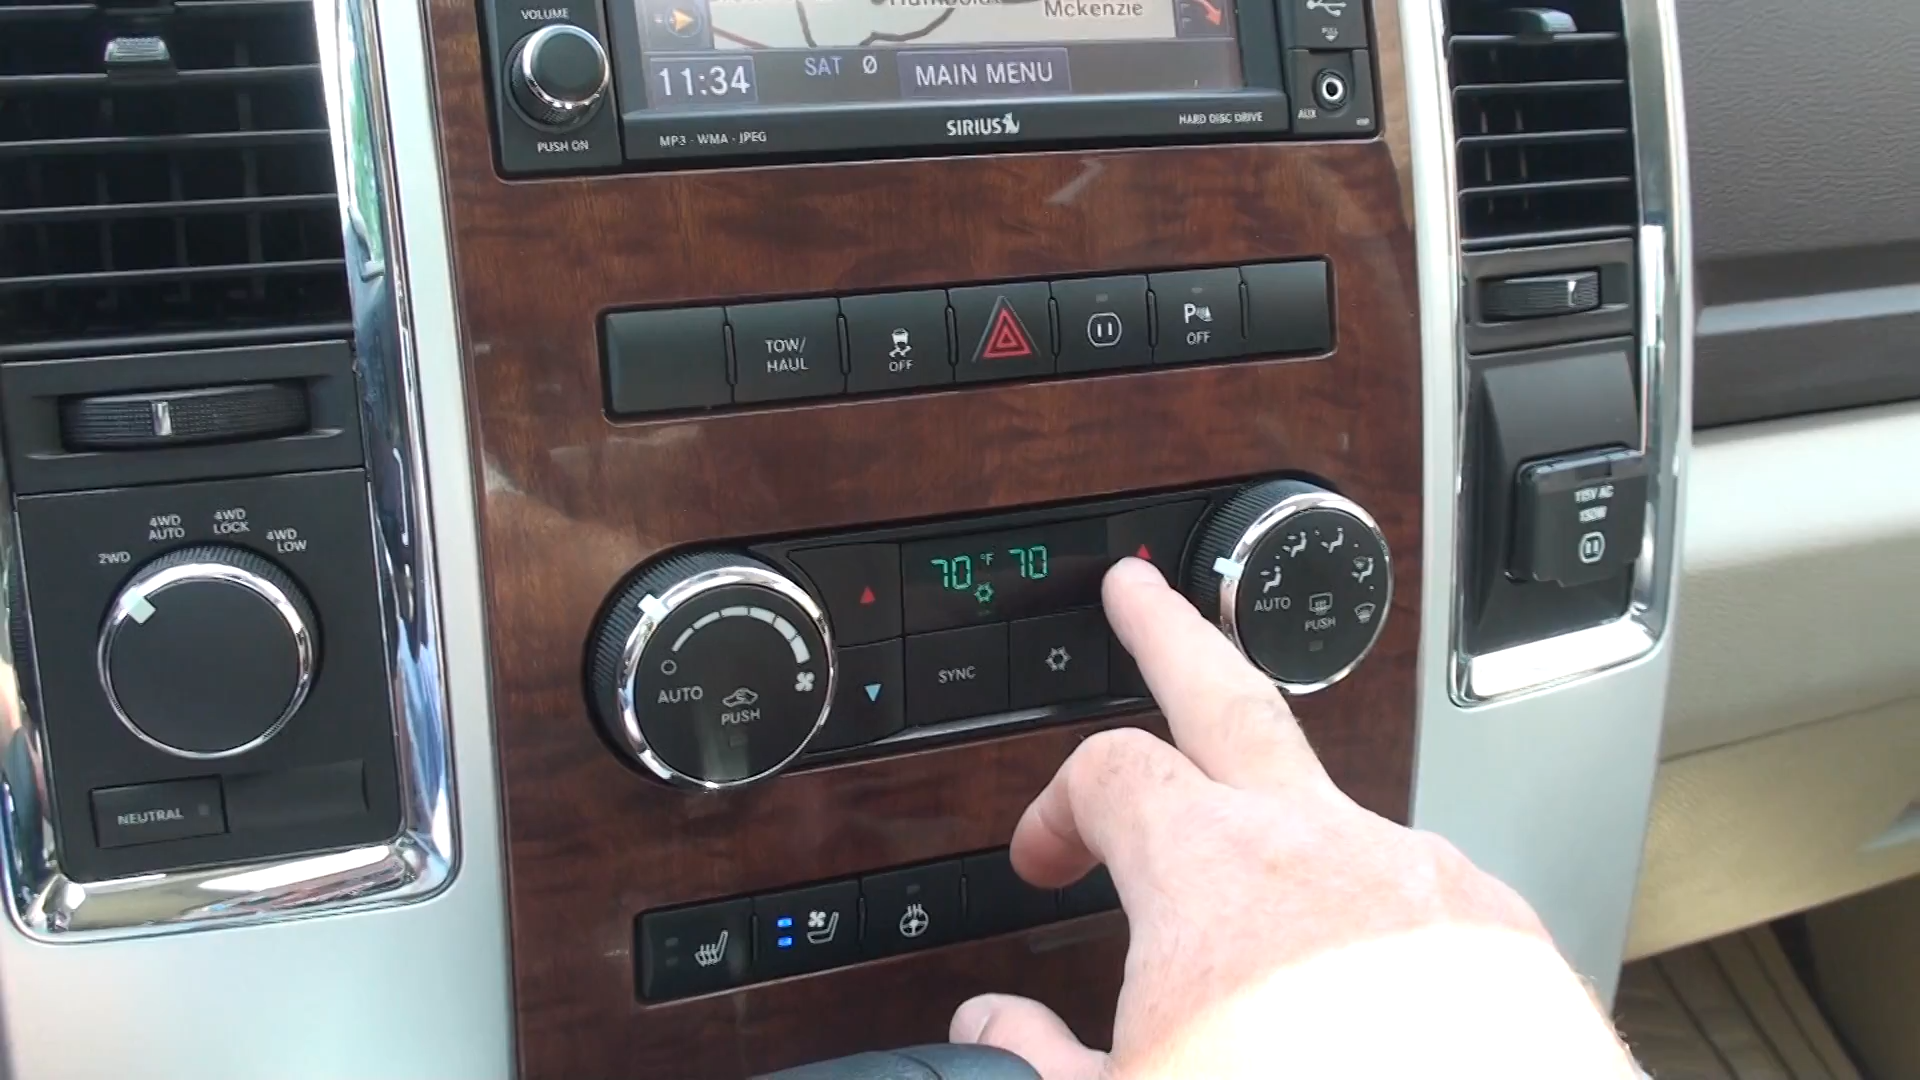 VOLUME
PUSH ON
Mckenzie
11:34
SAT 0
MAIN MENU
MP3 · WMA · JPEG
SIRIUS
HARD DISC DRIVE
PULL
AUX
TOW/
HAUL
OFF
P
OFF
115V AC
150W
2WD
4WD
AUTO
4WD
LOCK
4WD
LOW
NEUTRAL
70 °F 70
AUTO
PUSH
SYNC
AUTO
PUSH